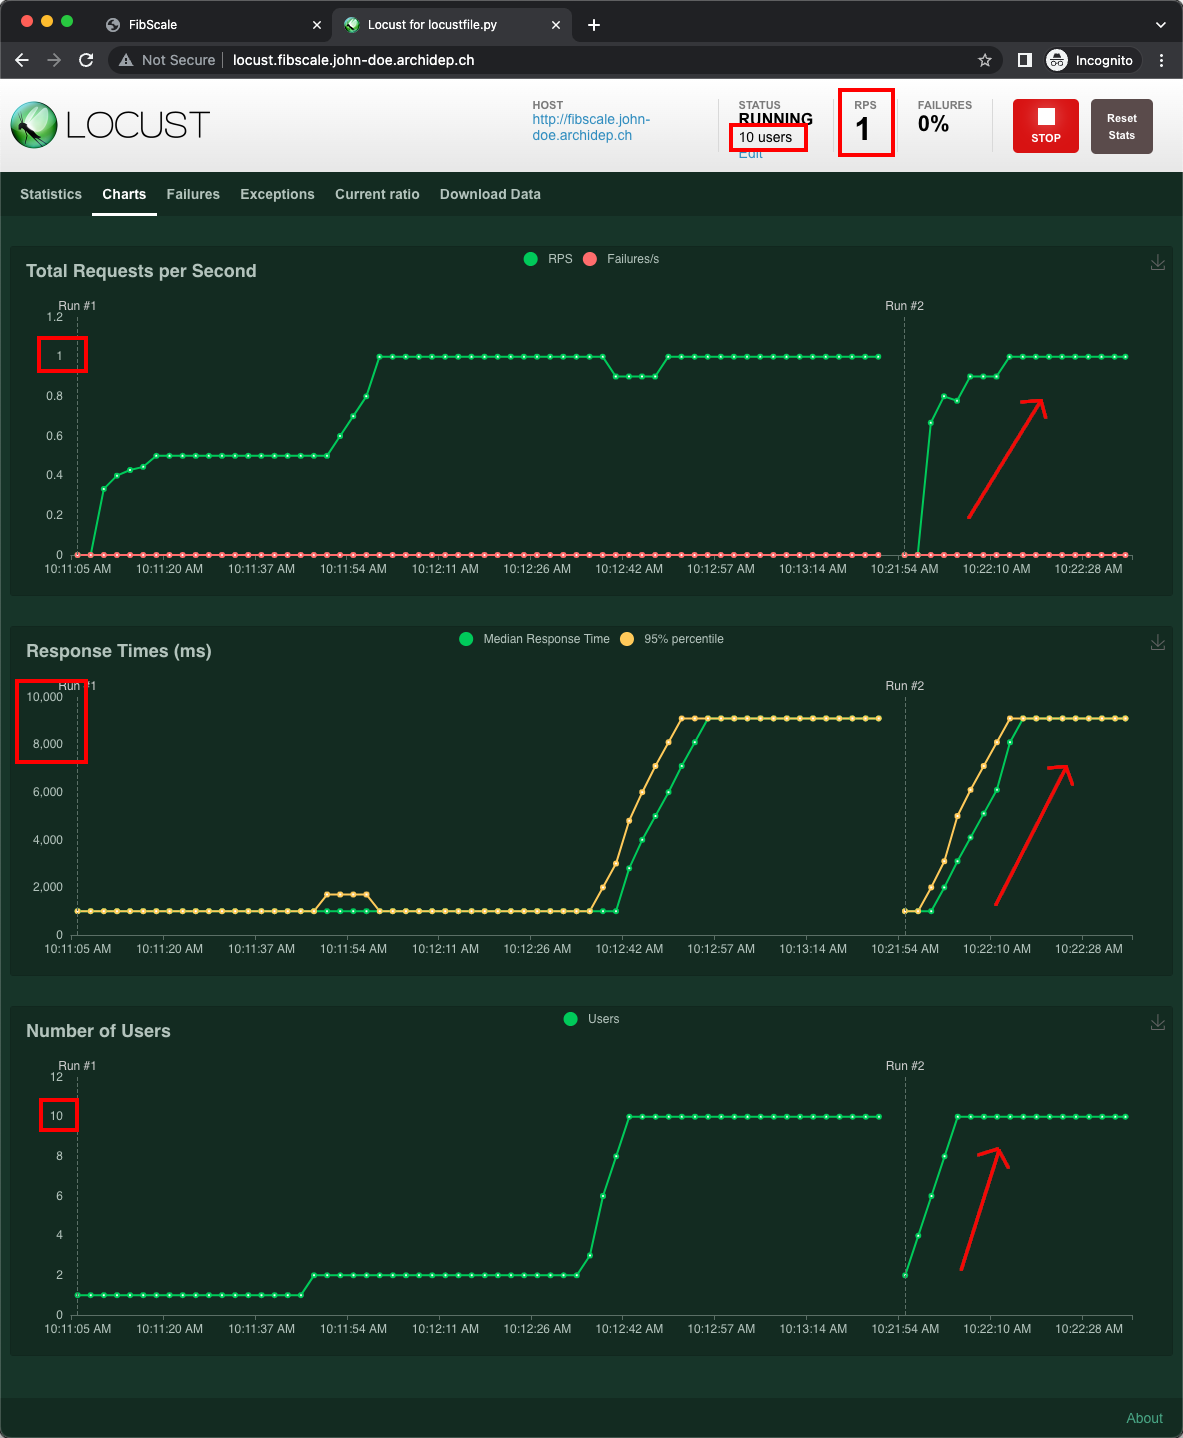 FibScale
Locust for locustfile.py
Not Secure
locust.fibscale.john-doe.archidep.ch
Incognito
LOCUST
HOST
http://fibscale.john-
doe.archidep.ch
STATUS
RUNNING
10 users
Edit
RPS
1
FAILURES
0%
STOP
Reset
Stats
Statistics Charts Failures Exceptions Current ratio Download Data
Total Requests per Second
RPS Failures/s
Run #1 Run #2
1.2
1
0.8
0.6
0.4
0.2
0
10:11:05 AM 10:11:20 AM 10:11:37 AM 10:11:54 AM 10:12:11 AM 10:12:26 AM 10:12:42 AM 10:12:57 AM 10:13:14 AM 10:21:54 AM 10:22:10 AM 10:22:28 AM
Response Times (ms)
Median Response Time 95% percentile
Run #1 Run #2
10,000
8,000
6,000
4,000
2,000
0
10:11:05 AM 10:11:20 AM 10:11:37 AM 10:11:54 AM 10:12:11 AM 10:12:26 AM 10:12:42 AM 10:12:57 AM 10:13:14 AM 10:21:54 AM 10:22:10 AM 10:22:28 AM
Number of Users
Users
Run #1 Run #2
12
10
8
6
4
2
0
10:11:05 AM 10:11:20 AM 10:11:37 AM 10:11:54 AM 10:12:11 AM 10:12:26 AM 10:12:42 AM 10:12:57 AM 10:13:14 AM 10:21:54 AM 10:22:10 AM 10:22:28 AM
About